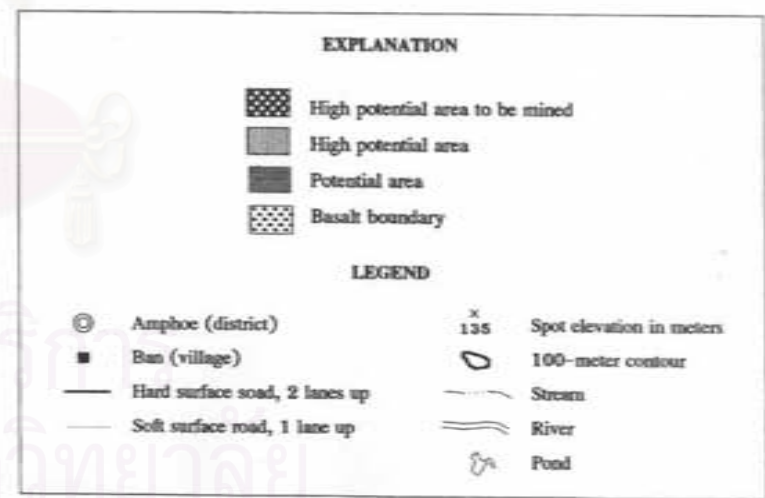 EXPLANATION
High potential area to be mined
High potential area
Potential area
Basalt boundary
LEGEND
Amphoe (district)
Ban (village)
Hard surface soad, 2 lanes up
Soft surface road, 1 lane up
x
135 Spot elevation in meters
100-meter contour
Stream
River
Pond